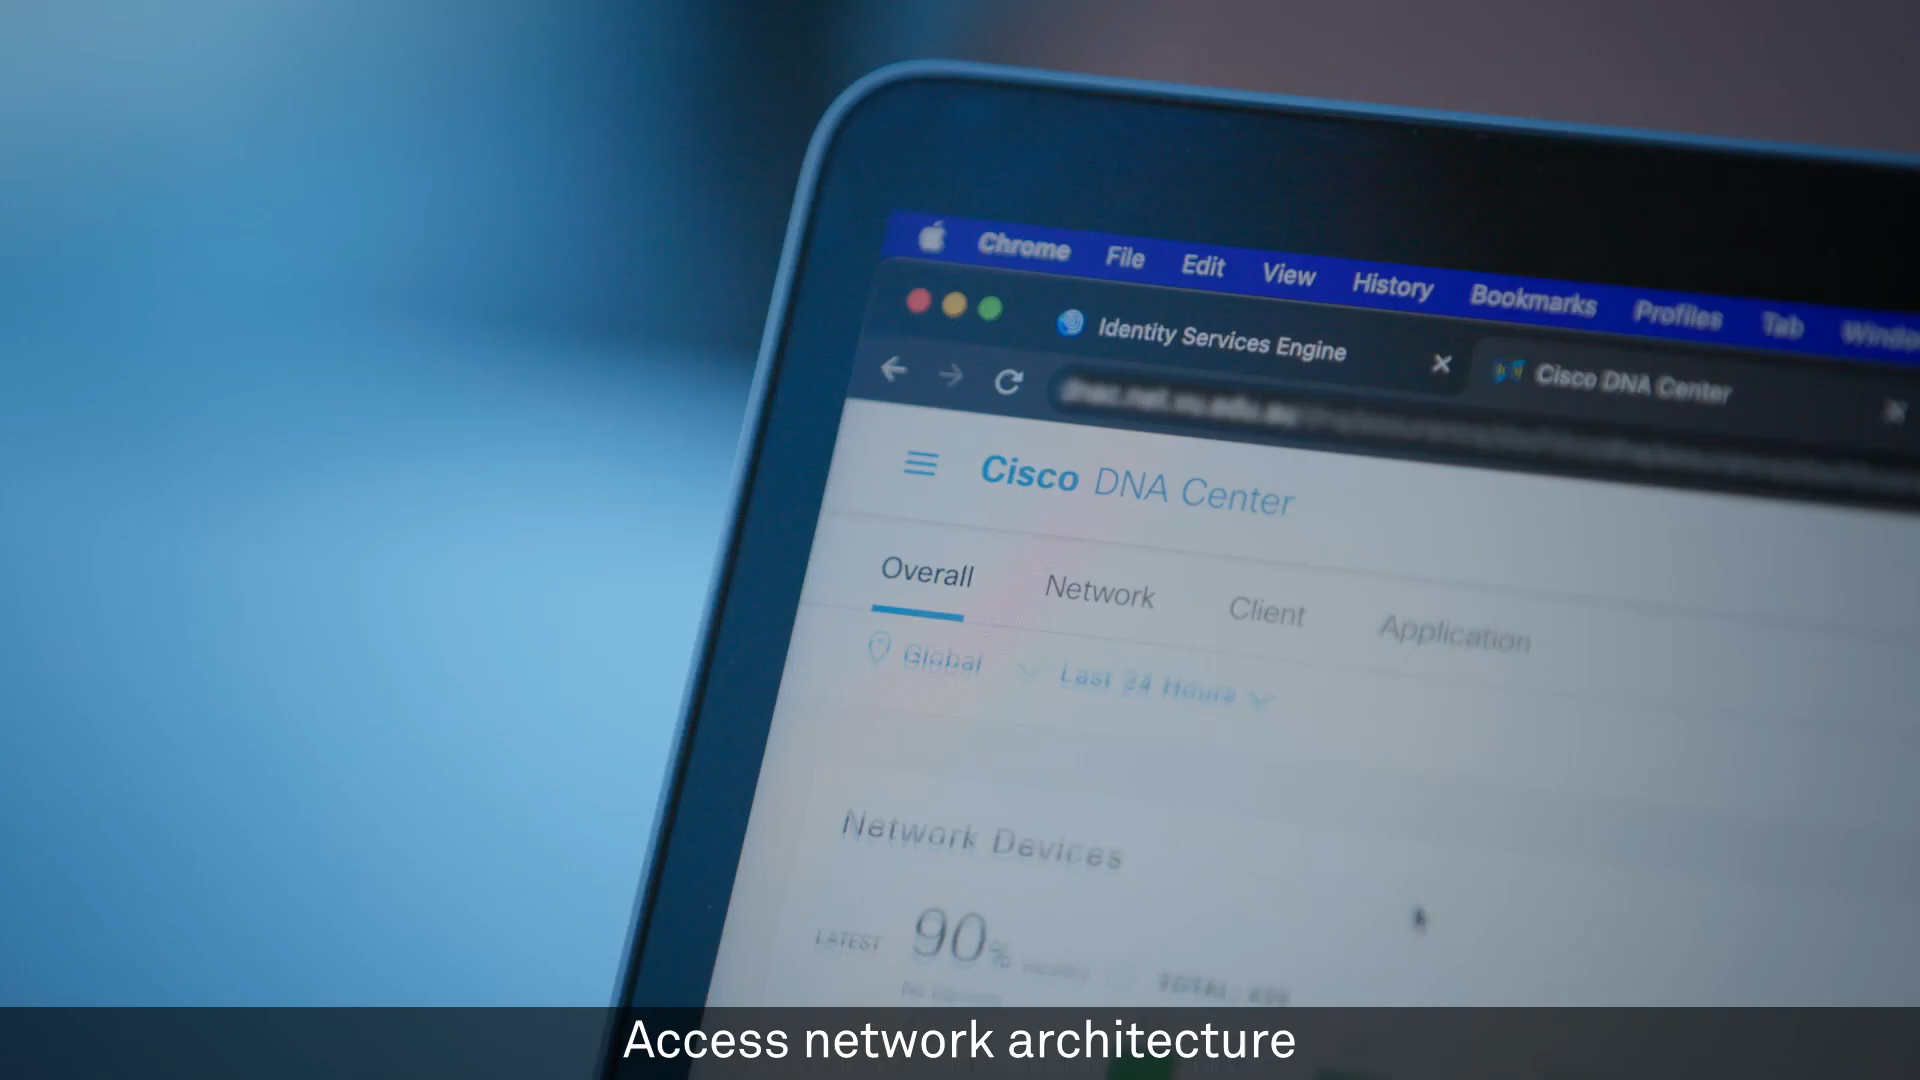 Chrome File Edit View History Bookmarks Profiles Tab
Identity Services Engine Cisco DNA Center
Cisco DNA Center
Overall Network Client Application
Global Last 24 Hours
Network Devices
LATEST 90%
TOTAL
Access network architecture